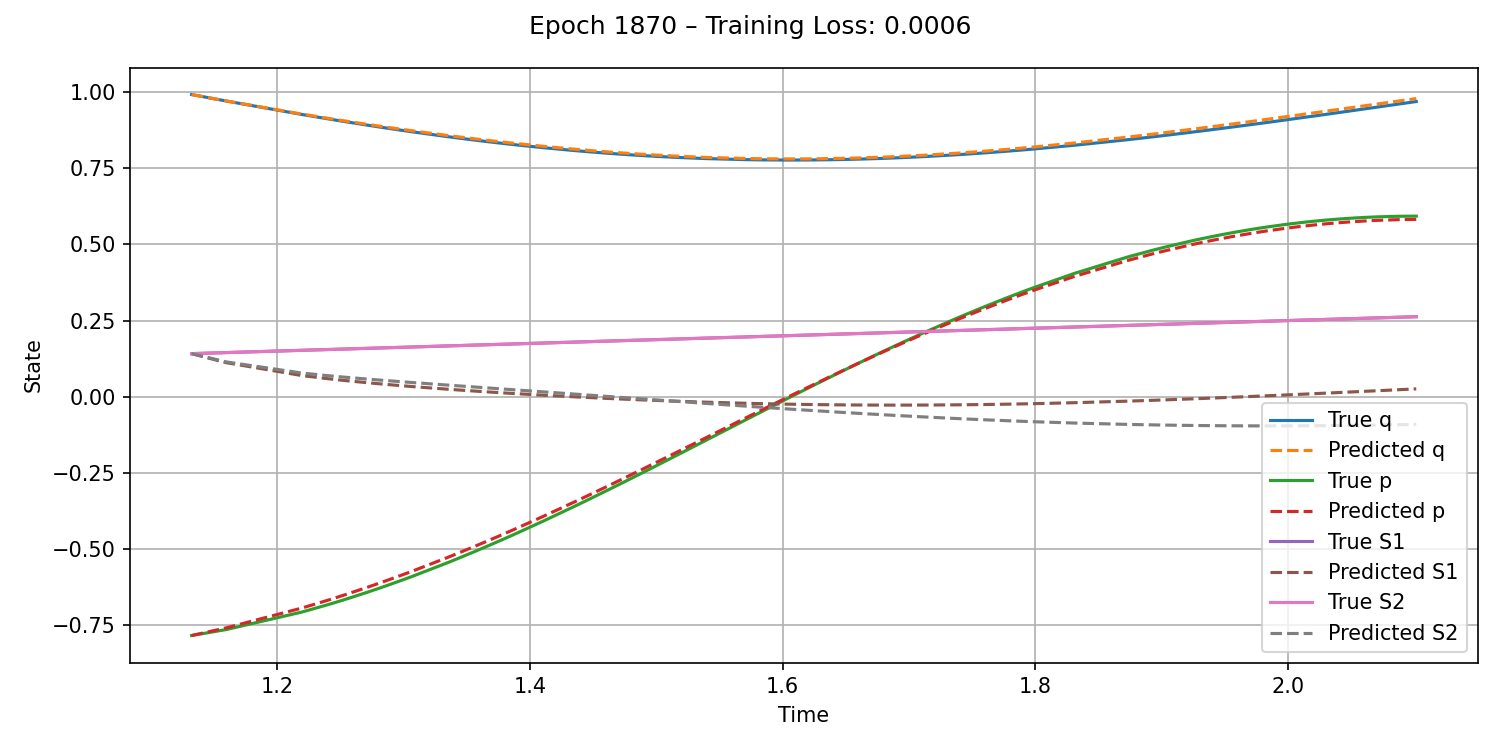 Epoch 1870 – Training Loss: 0.0006
1.00
0.75
0.50
0.25
0.00
−0.25
−0.50
−0.75
State
1.2
1.4
1.6
1.8
2.0
Time
True q
Predicted q
True p
Predicted p
True S1
Predicted S1
True S2
Predicted S2